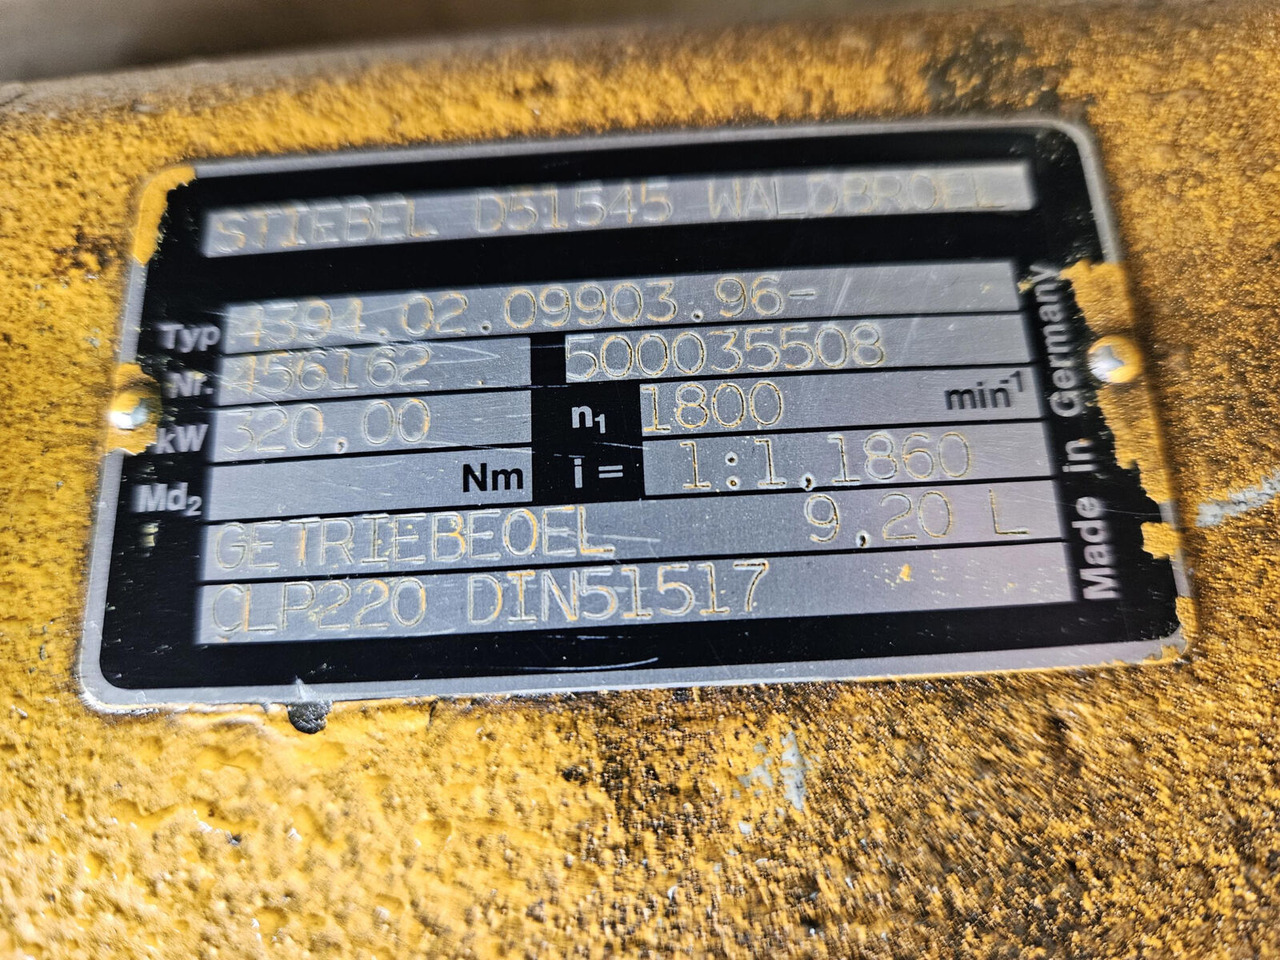 STIEBEL D51545 WALDBROEL
Typ 4394.02.09903.96-
Nr. 456162 500035508
kW 320,00 n1 1800 min-1
Md2 Nm i = 1:1,1860
GETRIEBEOEL 9,20 L
CLP220 DIN51517
Made in Germany